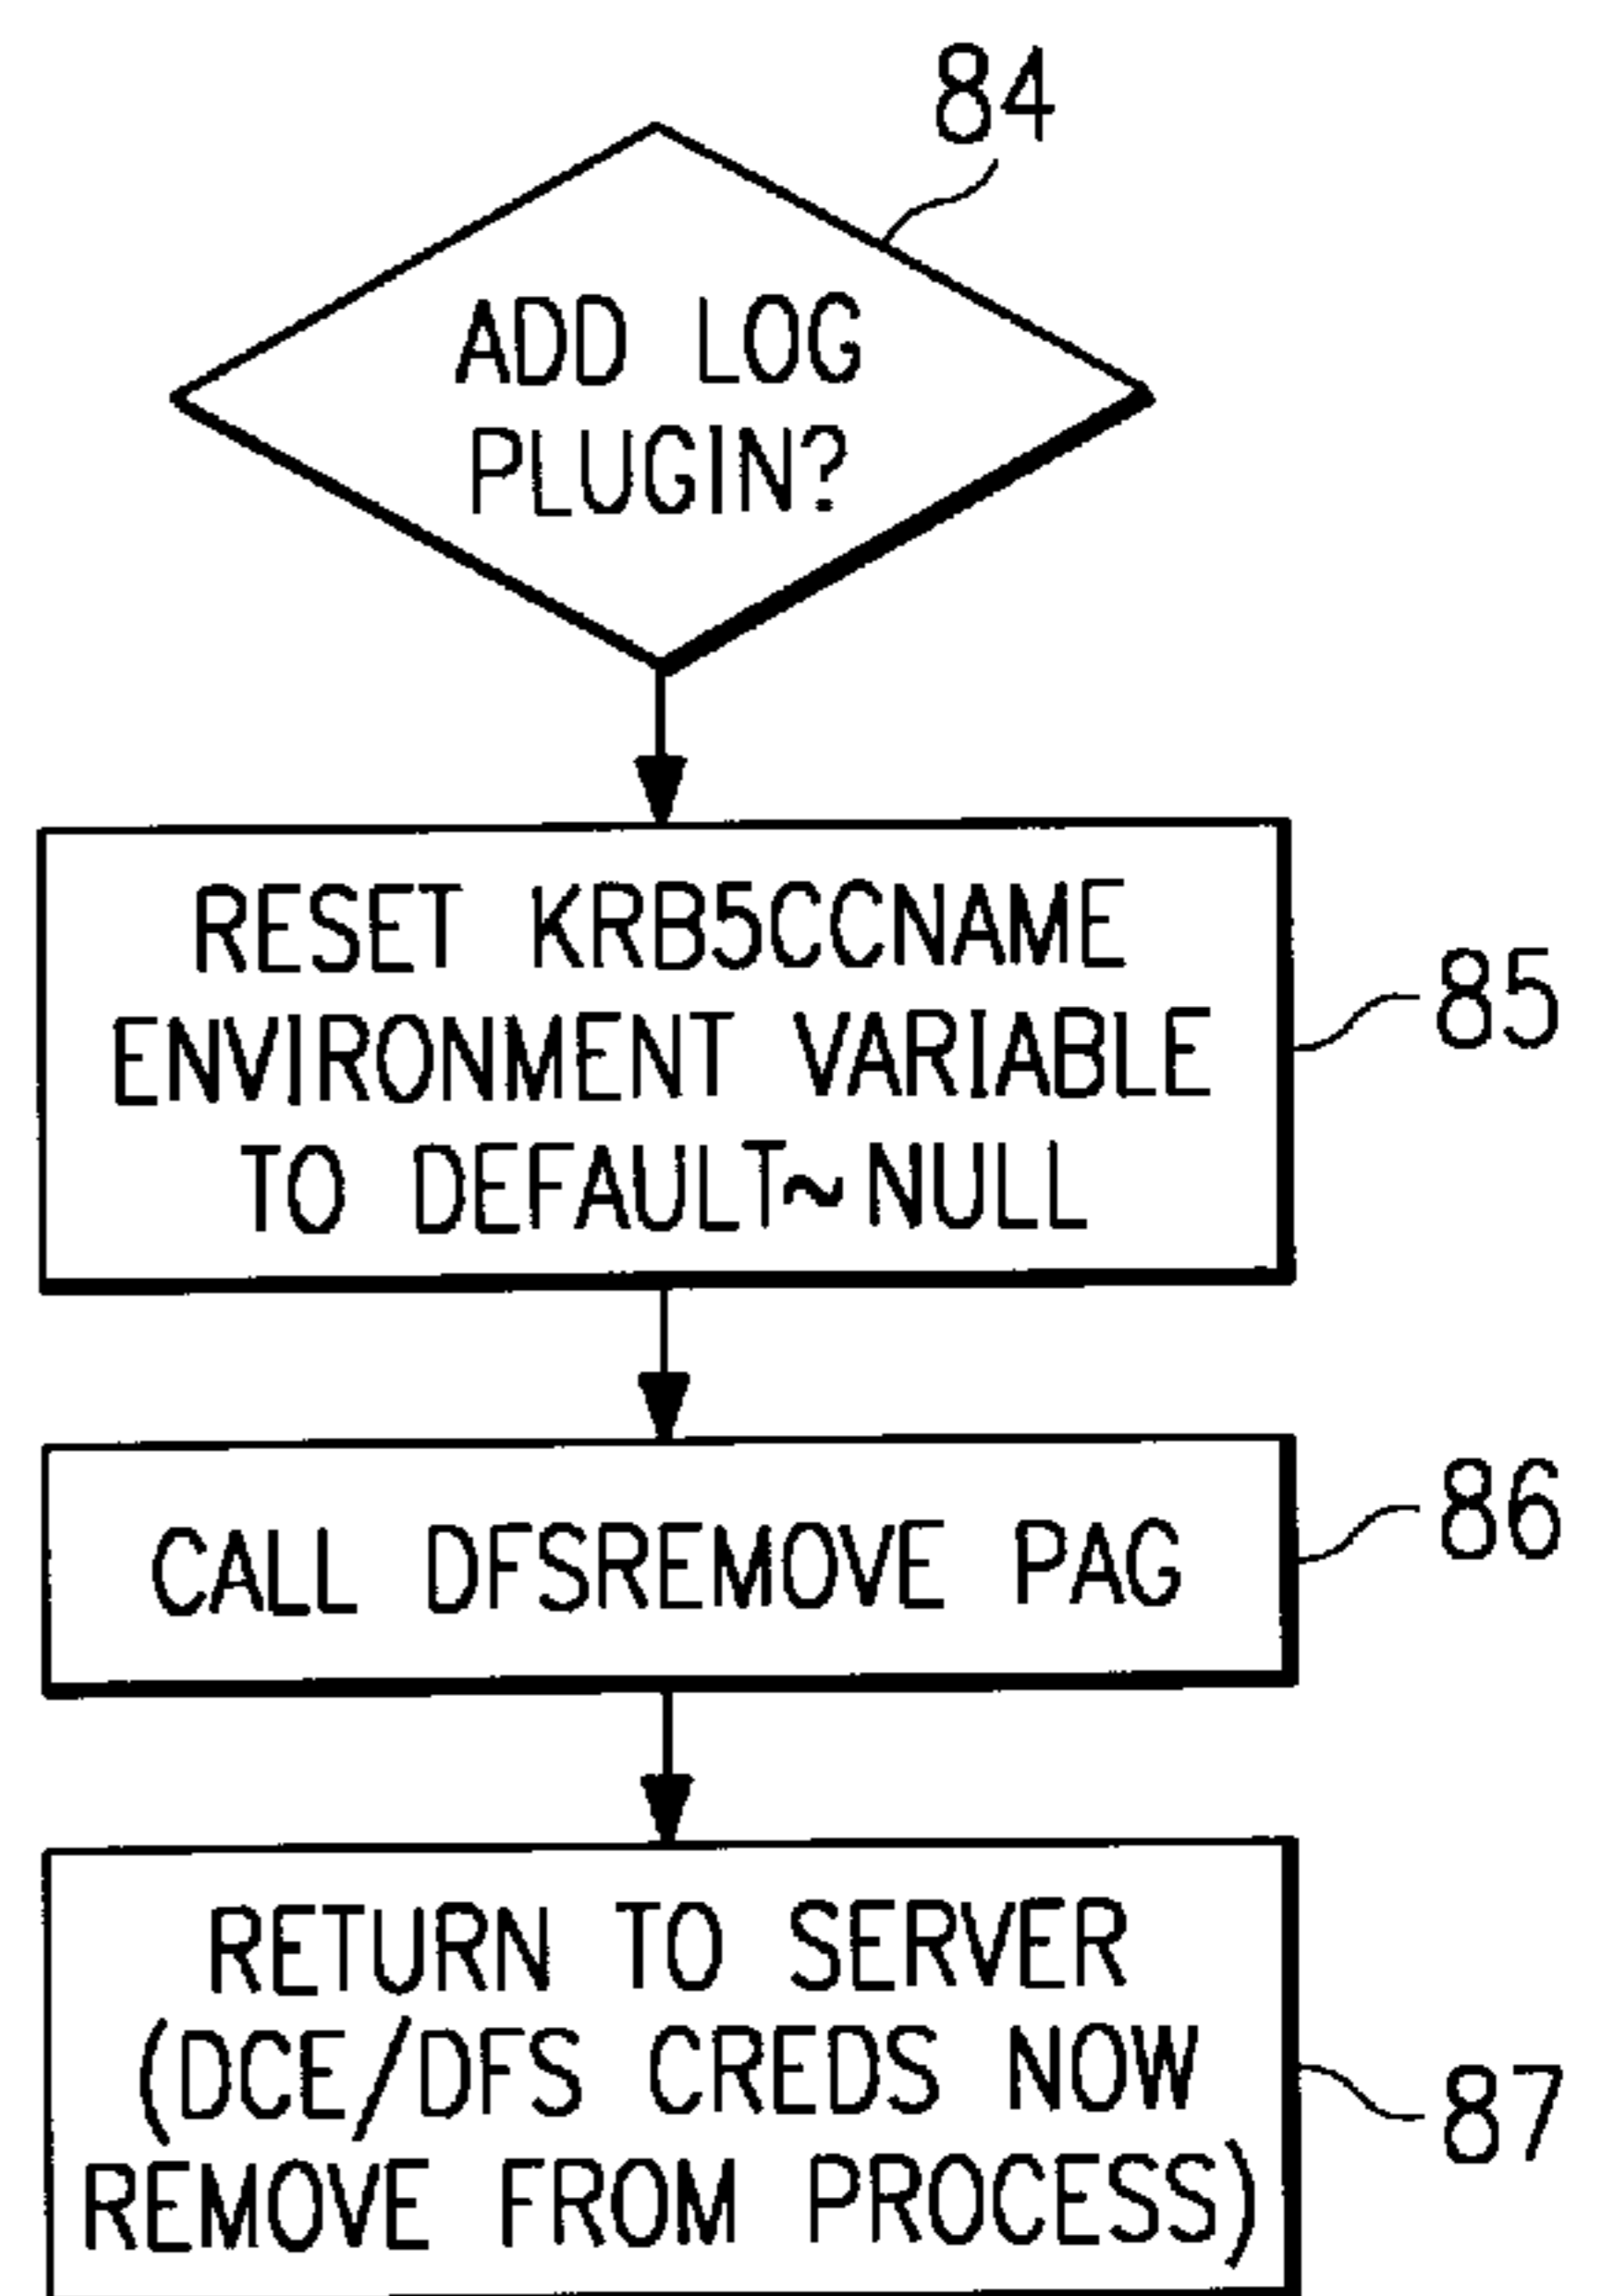 84
ADD LOG
PLUGIN?
RESET KRB5CCNAME
ENVIRONMENT VARIABLE
TO DEFAULT~NULL
85
CALL DFSREMOVE PAG
86
RETURN TO SERVER
(DCE/DFS CREDS NOW
REMOVE FROM PROCESS)
87